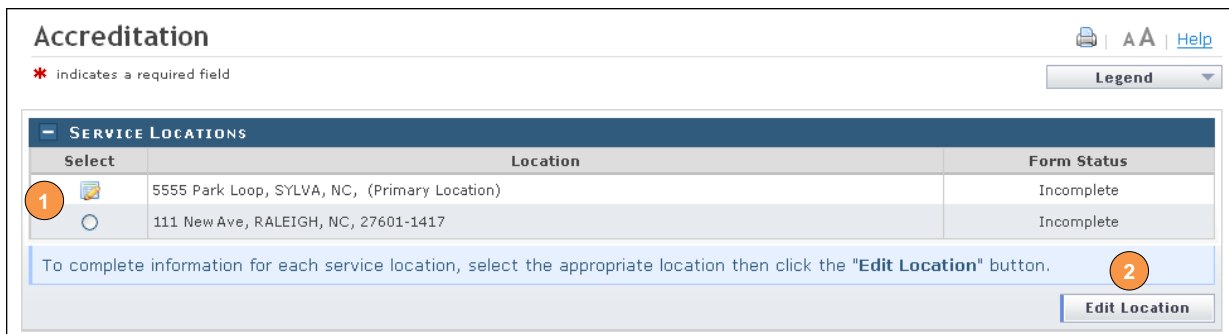 Accreditation
A A Help
* indicates a required field
Legend
SERVICE LOCATIONS
Select Location Form Status
1
5555 Park Loop, SYLVA, NC, (Primary Location) Incomplete
111 New Ave, RALEIGH, NC, 27601-1417 Incomplete
To complete information for each service location, select the appropriate location then click the "Edit Location" button.
2
Edit Location